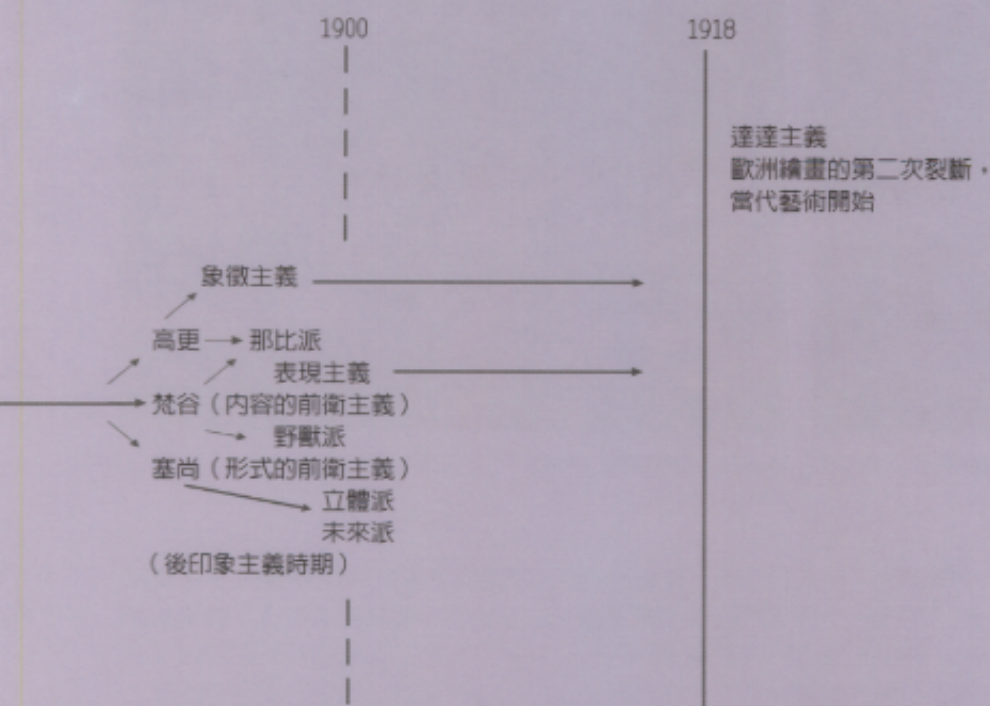 1900
1918
達達主義
歐洲繪畫的第二次裂斷，
當代藝術開始
象徵主義
高更
那比派
表現主義
梵谷（內容的前衛主義）
野獸派
塞尚（形式的前衛主義）
立體派
未來派
（後印象主義時期）